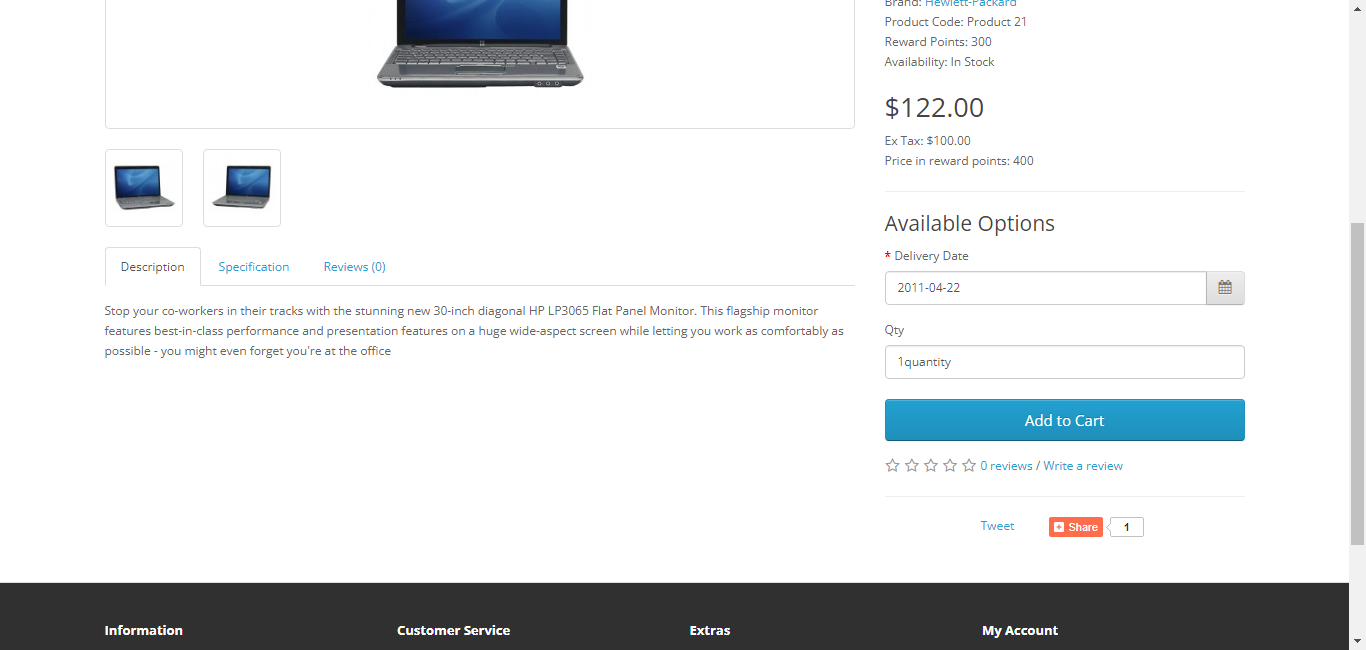 Brand: Hewlett-Packard
Product Code: Product 21
Reward Points: 300
Availability: In Stock
$122.00
Ex Tax: $100.00
Price in reward points: 400
Available Options
* Delivery Date
2011-04-22
Qty
1quantity
Add to Cart
0 reviews / Write a review
Tweet
Share
1
Description
Specification
Reviews (0)
Stop your co-workers in their tracks with the stunning new 30-inch diagonal HP LP3065 Flat Panel Monitor. This flagship monitor
features best-in-class performance and presentation features on a huge wide-aspect screen while letting you work as comfortably as
possible - you might even forget you're at the office
Information
Customer Service
Extras
My Account